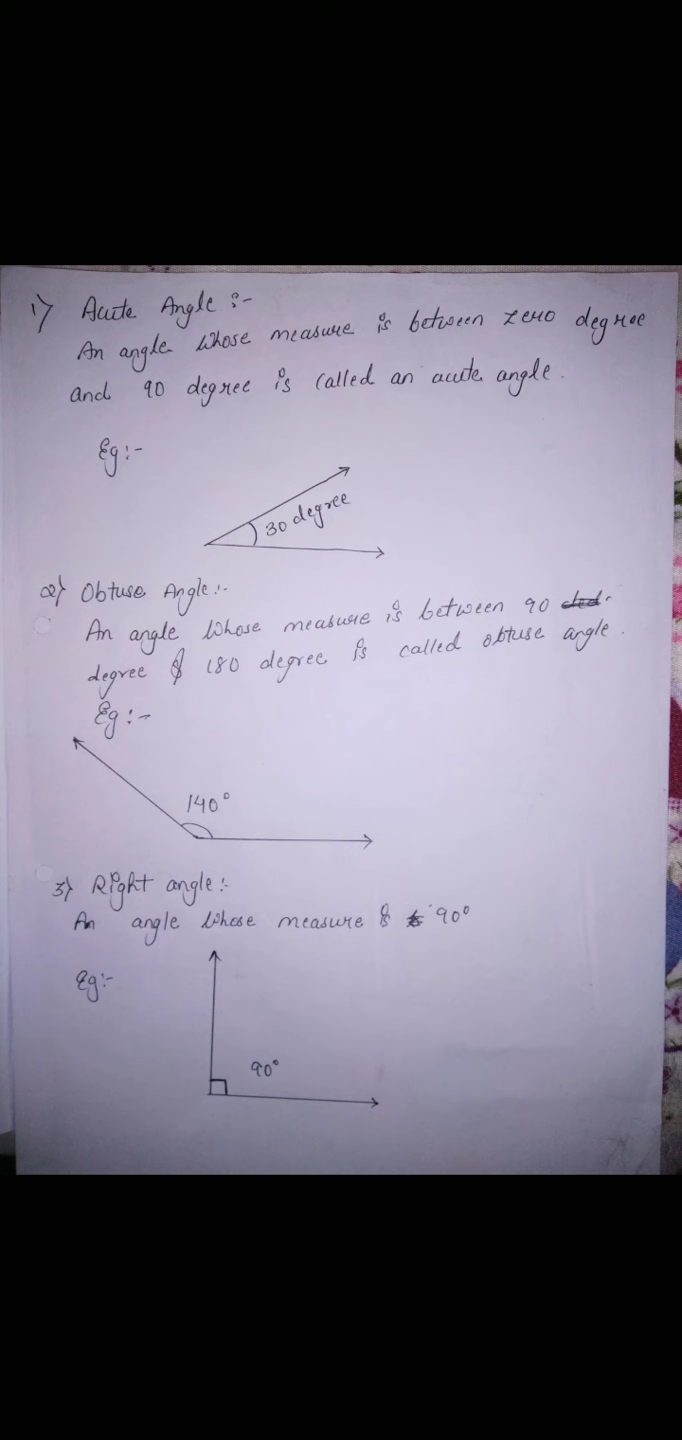 1) Acute Angle :-
An angle whose measure is between zero degree
and 90 degree is called an acute angle.
Eg:-
30 degree
2) Obtuse Angle:-
An angle whose measure is between 90
degree & 180 degree is called obtuse angle.
Eg:-
140°
3) Right angle:-
An angle whose measure is 90°
Eg:-
90°